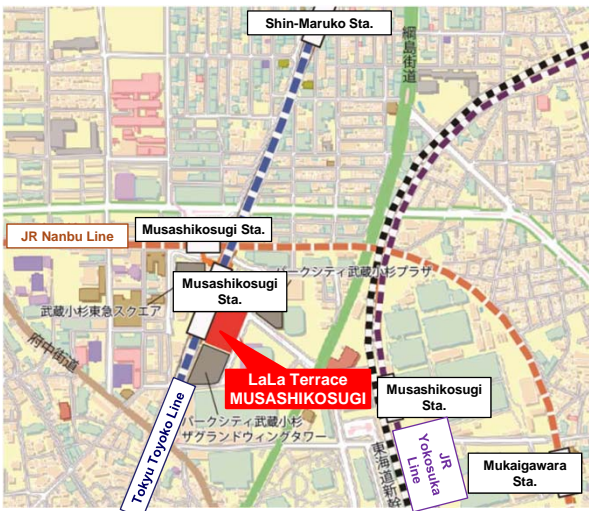 Shin-Maruko Sta.
綱島街道
JR Nanbu Line
Musashikosugi Sta.
パークシティ武蔵小杉プラザ
Musashikosugi
Sta.
武蔵小杉東急スクエア
府中街道
LaLa Terrace
MUSASHIKOSUGI
Tokyu Toyoko Line
パークシティ武蔵小杉
ザグランドウィングタワー
Musashikosugi
Sta.
JR
Yokosuka
Line
東海道新幹
Mukaigawara
Sta.